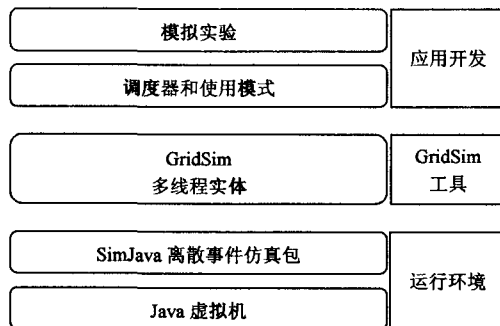 模拟实验
应用开发
调度器和使用模式
GridSim
多线程实体
GridSim
工具
SimJava 离散事件仿真包
运行环境
Java 虚拟机